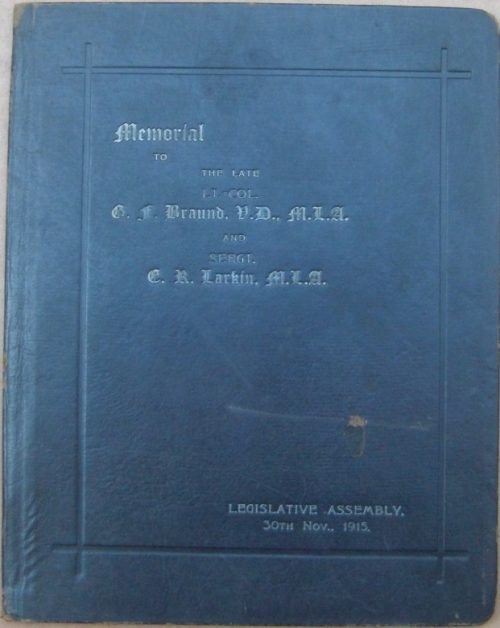 Memorial
TO
THE LATE
LT-COL.
G. F. Braund, V.D., M.L.A.
AND
SERGT.
E. R. Larkin, M.L.A.
LEGISLATIVE ASSEMBLY,
30TH NOV., 1915.